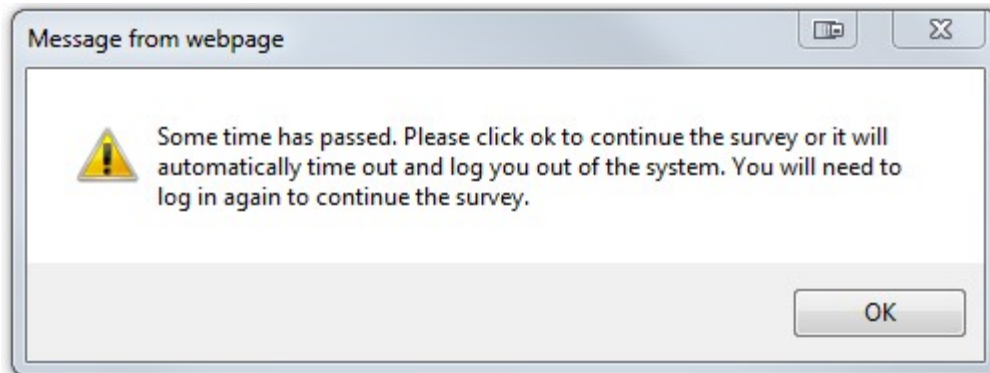 Message from webpage
Some time has passed. Please click ok to continue the survey or it will
automatically time out and log you out of the system. You will need to
log in again to continue the survey.
OK